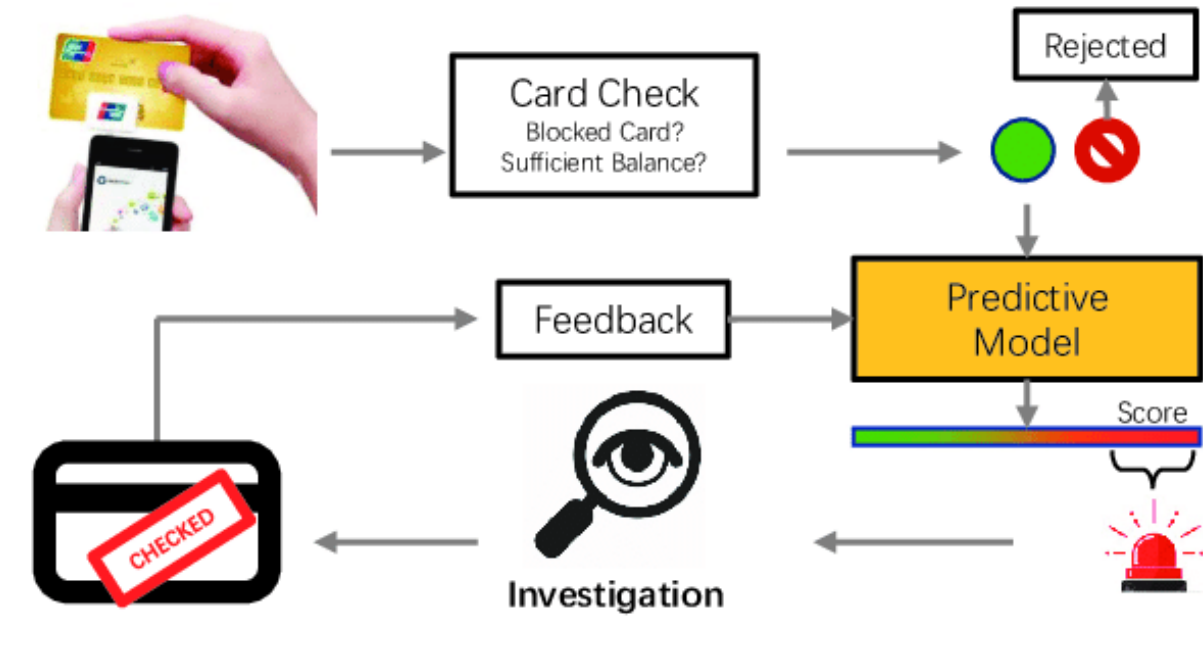 Rejected
Card Check
Blocked Card?
Sufficient Balance?
Predictive
Model
Feedback
Score
CHECKED
Investigation